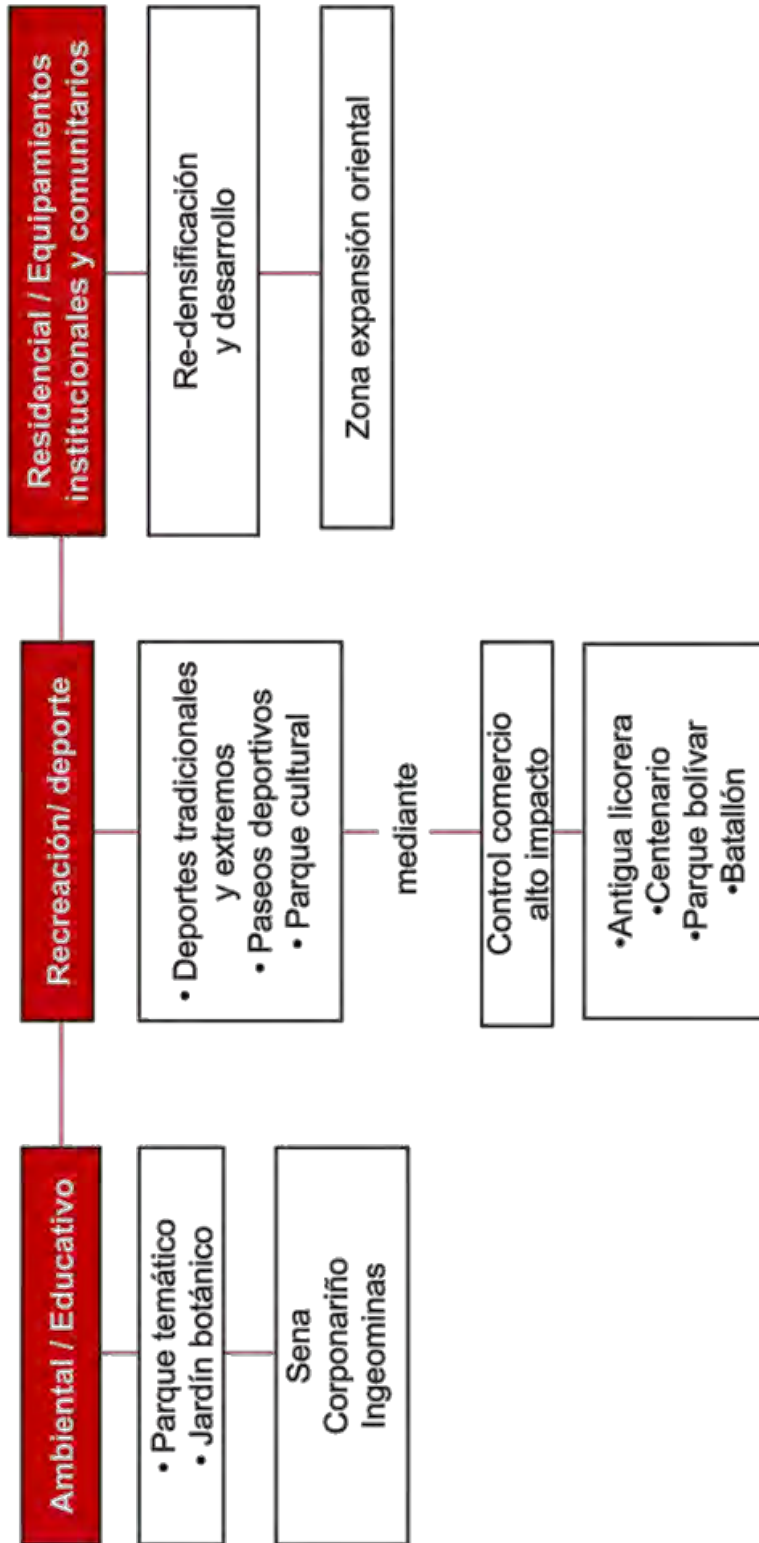 Ambiental / Educativo
• Parque temático
• Jardín botánico
Sena
Corponariño
Ingeominas
Recreación/ deporte
• Deportes tradicionales
y extremos
• Paseos deportivos
• Parque cultural
mediante
Control comercio
alto impacto
•Antigua licorera
•Centenario
•Parque bolívar
•Batallón
Residencial / Equipamientos
institucionales y comunitarios
Re-densificación
y desarrollo
Zona expansión oriental